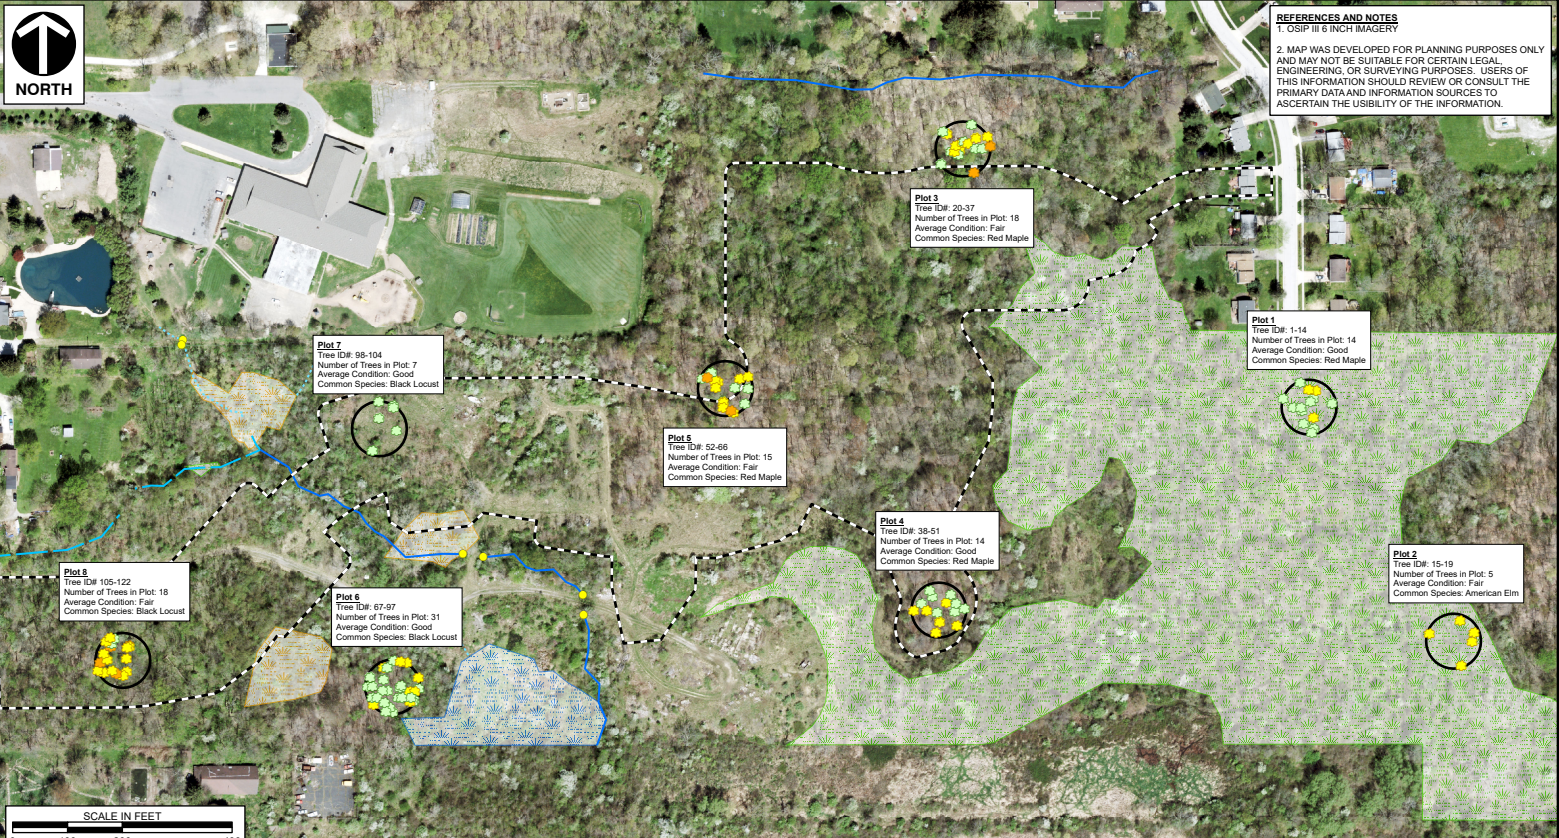 NORTH
REFERENCES AND NOTES
1. OSIP III 6 INCH IMAGERY
2. MAP WAS DEVELOPED FOR PLANNING PURPOSES ONLY
AND MAY NOT BE SUITABLE FOR CERTAIN LEGAL,
ENGINEERING, OR SURVEYING PURPOSES. USERS OF
THIS INFORMATION SHOULD REVIEW OR CONSULT THE
PRIMARY DATA AND INFORMATION SOURCES TO
ASCERTAIN THE USIBILITY OF THE INFORMATION.
Plot 3
Tree ID#: 20-37
Number of Trees in Plot: 18
Average Condition: Fair
Common Species: Red Maple
Plot 1
Tree ID#: 1-14
Number of Trees in Plot: 14
Average Condition: Good
Common Species: Red Maple
Plot 7
Tree ID#: 98-104
Number of Trees in Plot: 7
Average Condition: Good
Common Species: Black Locust
Plot 5
Tree ID#: 52-66
Number of Trees in Plot: 15
Average Condition: Fair
Common Species: Red Maple
Plot 4
Tree ID#: 38-51
Number of Trees in Plot: 14
Average Condition: Good
Common Species: Red Maple
Plot 2
Tree ID#: 15-19
Number of Trees in Plot: 5
Average Condition: Fair
Common Species: American Elm
Plot 8
Tree ID# 105-122
Number of Trees in Plot: 18
Average Condition: Fair
Common Species: Black Locust
Plot 6
Tree ID#: 67-97
Number of Trees in Plot: 31
Average Condition: Good
Common Species: Black Locust
SCALE IN FEET